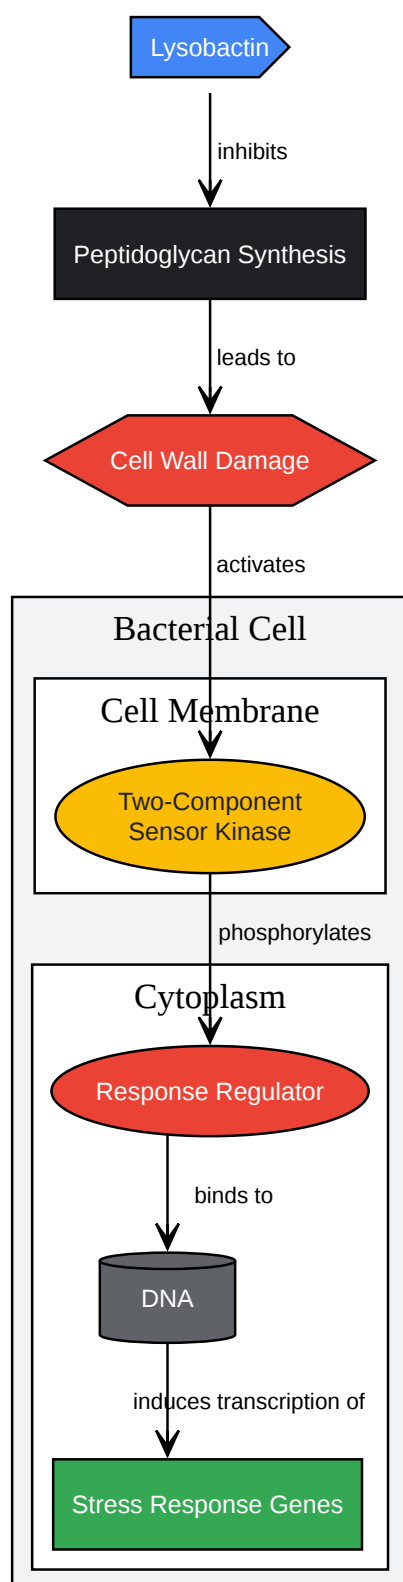 Lysobactin
inhibits
Peptidoglycan Synthesis
leads to
Cell Wall Damage
activates
Bacterial Cell
Cell Membrane
Two-Component
Sensor Kinase
phosphorylates
Cytoplasm
Response Regulator
binds to
DNA
induces transcription of
Stress Response Genes